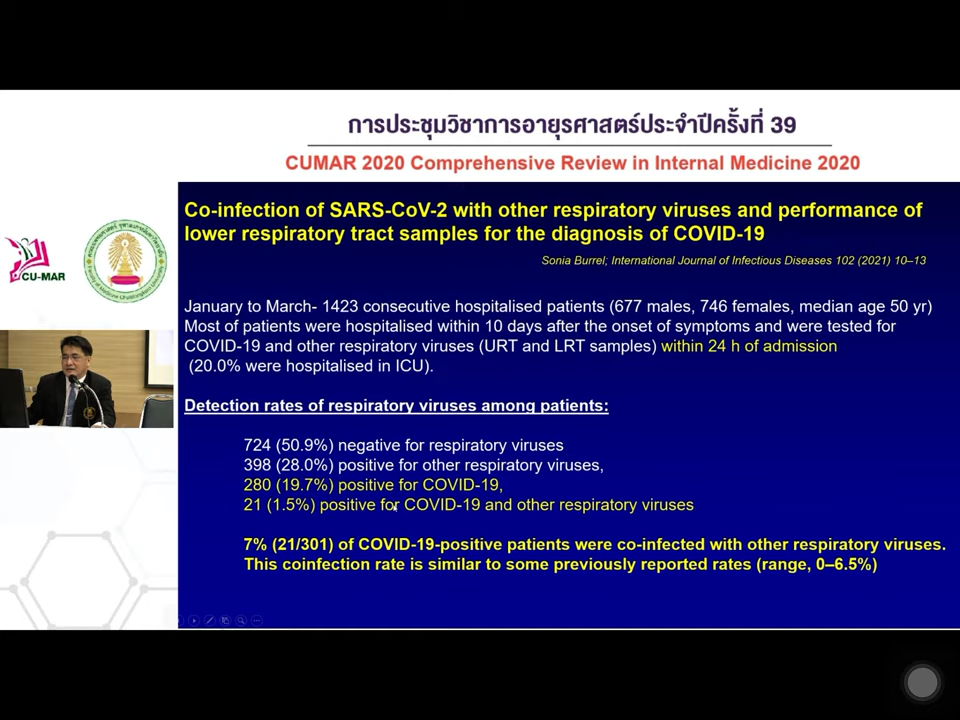 การประชุมวิชาการอายุรศาสตร์ประจำปีครั้งที่ 39
CUMAR 2020 Comprehensive Review in Internal Medicine 2020
Co-infection of SARS-CoV-2 with other respiratory viruses and performance of
lower respiratory tract samples for the diagnosis of COVID-19
Sonia Burrel; International Journal of Infectious Diseases 102 (2021) 10–13
CU-MAR
January to March- 1423 consecutive hospitalised patients (677 males, 746 females, median age 50 yr)
Most of patients were hospitalised within 10 days after the onset of symptoms and were tested for
COVID-19 and other respiratory viruses (URT and LRT samples) within 24 h of admission
(20.0% were hospitalised in ICU).
Detection rates of respiratory viruses among patients:
724 (50.9%) negative for respiratory viruses
398 (28.0%) positive for other respiratory viruses,
280 (19.7%) positive for COVID-19,
21 (1.5%) positive for COVID-19 and other respiratory viruses
7% (21/301) of COVID-19-positive patients were co-infected with other respiratory viruses.
This coinfection rate is similar to some previously reported rates (range, 0–6.5%)